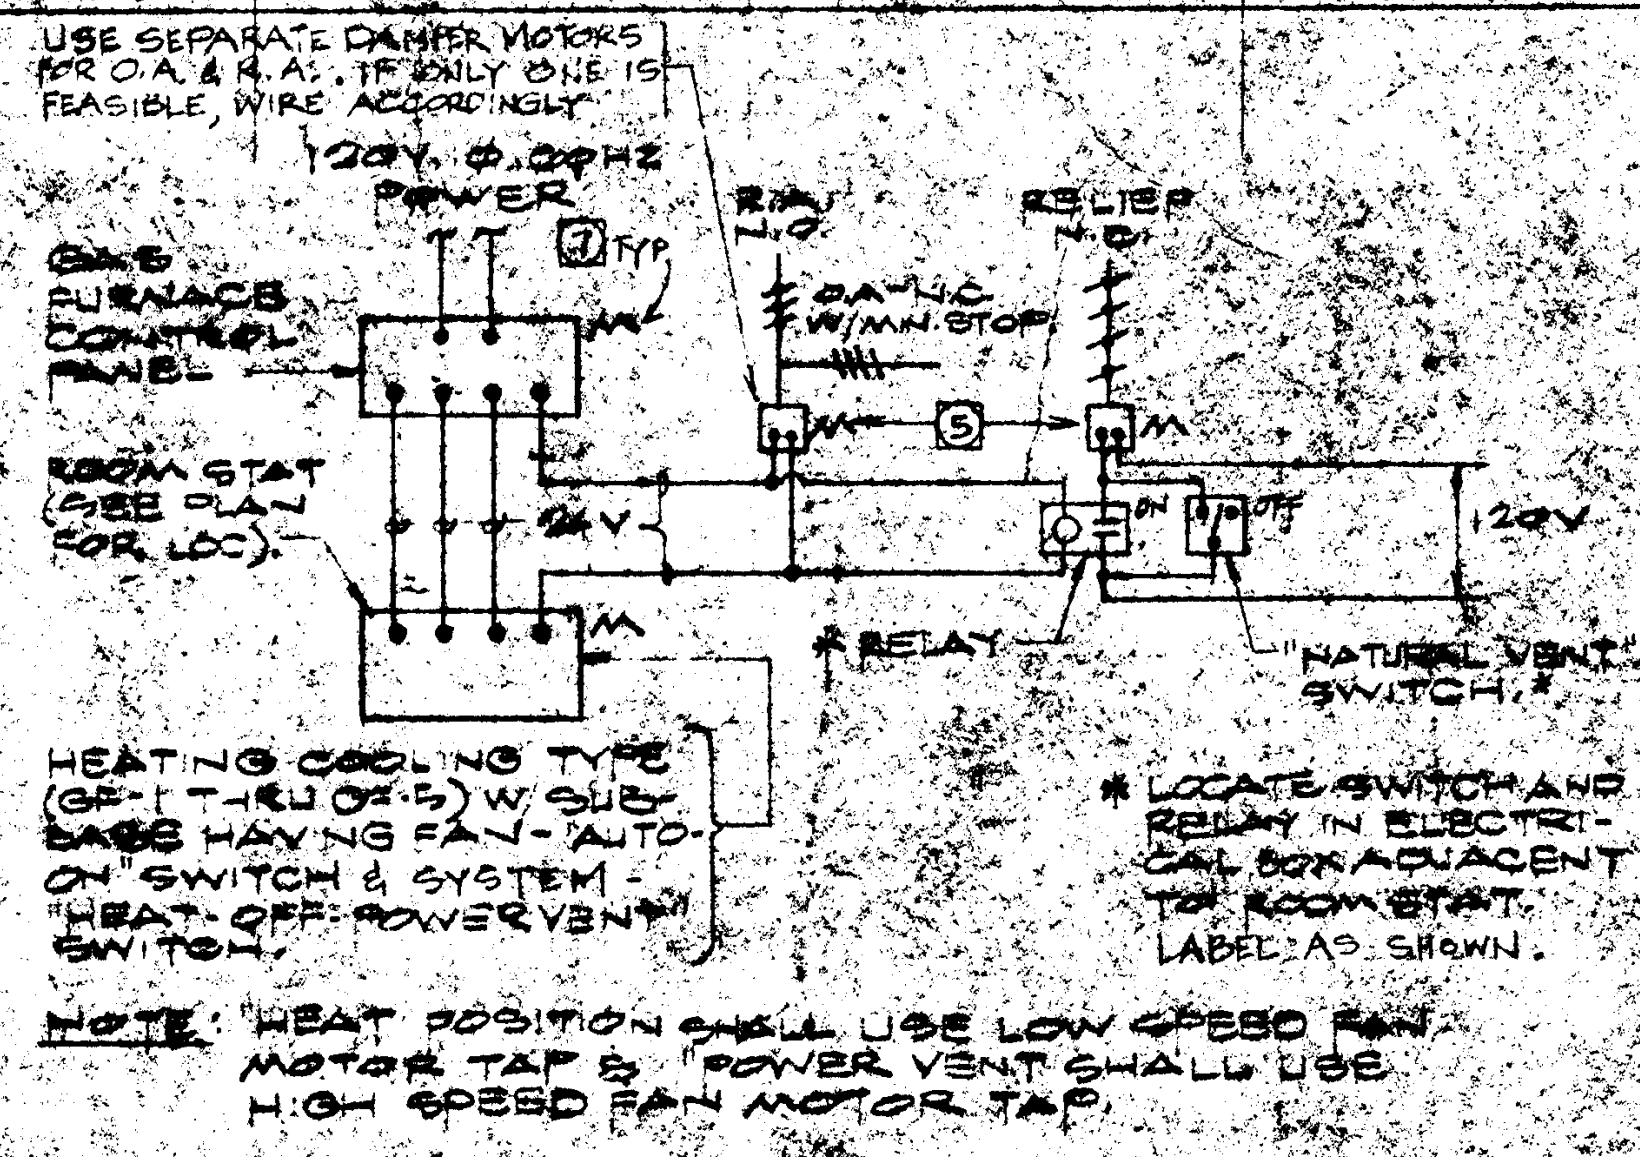 USE SEPARATE DAMPER MOTORS
FOR O.A. & R.A. . IF ONLY ONE IS
FEASIBLE, WIRE ACCORDINGLY
120V. Ø. 60HZ
POWER
R.A.
N.O.
RELIEF
N.C.
1 TYP.
GAS
FURNACE
CONTROL
PANEL
O.A-N.C.
W/MIN. STOP.
M
M
5
M
ROOM STAT
(SEE PLAN
FOR LOC).
24 V
ON
OFF
120V
M
* RELAY
"NATURAL VENT"
SWITCH.*
HEATING COOLING TYPE
(GF-1 THRU GF-5) W/ SUB-
BASE HAVING FAN - "AUTO-
ON" SWITCH & SYSTEM -
"HEAT-OFF-POWER VENT"
SWITCH.
* LOCATE SWITCH AND
RELAY IN ELECTRI-
CAL BOX ADJACENT
TO ROOM STAT.
LABEL AS SHOWN.
NOTE: "HEAT POSITION SHALL USE LOW SPEED FAN
MOTOR TAP & "POWER VENT SHALL USE
HIGH SPEED FAN MOTOR TAP.